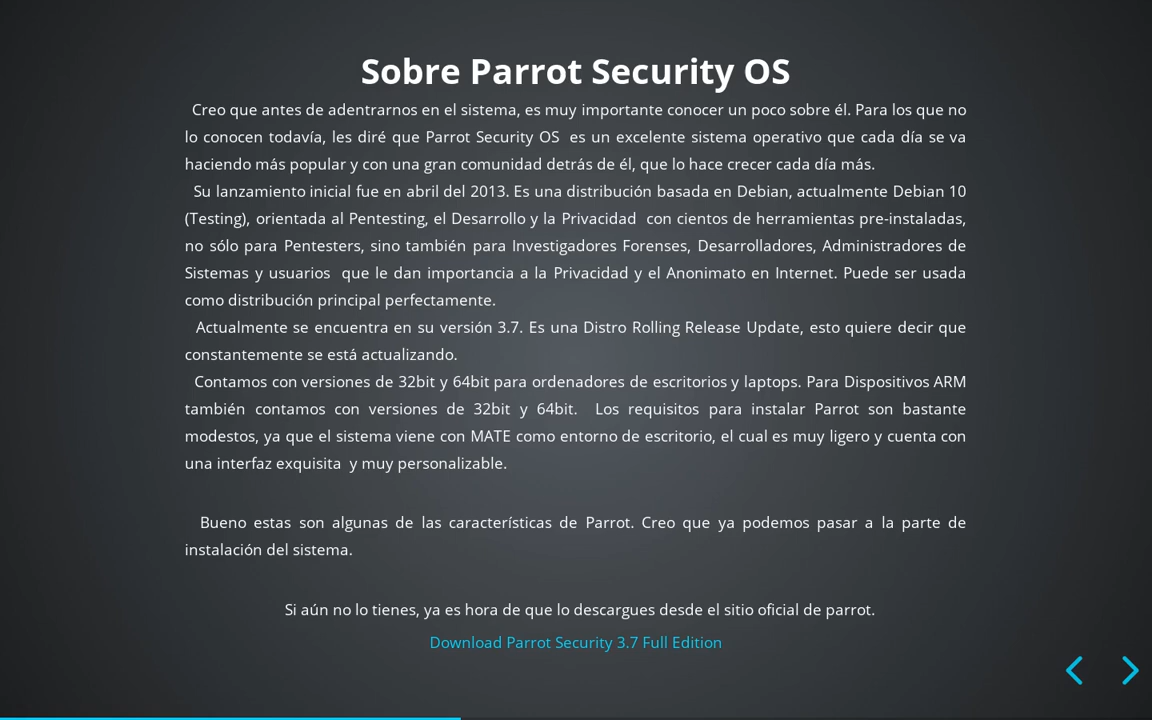 Sobre Parrot Security OS
Creo que antes de adentrarnos en el sistema, es muy importante conocer un poco sobre él. Para los que no
lo conocen todavía, les diré que Parrot Security OS es un excelente sistema operativo que cada día se va
haciendo más popular y con una gran comunidad detrás de él, que lo hace crecer cada día más.
Su lanzamiento inicial fue en abril del 2013. Es una distribución basada en Debian, actualmente Debian 10
(Testing), orientada al Pentesting, el Desarrollo y la Privacidad con cientos de herramientas pre-instaladas,
no sólo para Pentesters, sino también para Investigadores Forenses, Desarrolladores, Administradores de
Sistemas y usuarios que le dan importancia a la Privacidad y el Anonimato en Internet. Puede ser usada
como distribución principal perfectamente.
Actualmente se encuentra en su versión 3.7. Es una Distro Rolling Release Update, esto quiere decir que
constantemente se está actualizando.
Contamos con versiones de 32bit y 64bit para ordenadores de escritorios y laptops. Para Dispositivos ARM
también contamos con versiones de 32bit y 64bit. Los requisitos para instalar Parrot son bastante
modestos, ya que el sistema viene con MATE como entorno de escritorio, el cual es muy ligero y cuenta con
una interfaz exquisita y muy personalizable.
Bueno estas son algunas de las características de Parrot. Creo que ya podemos pasar a la parte de
instalación del sistema.
Si aún no lo tienes, ya es hora de que lo descargues desde el sitio oficial de parrot.
Download Parrot Security 3.7 Full Edition